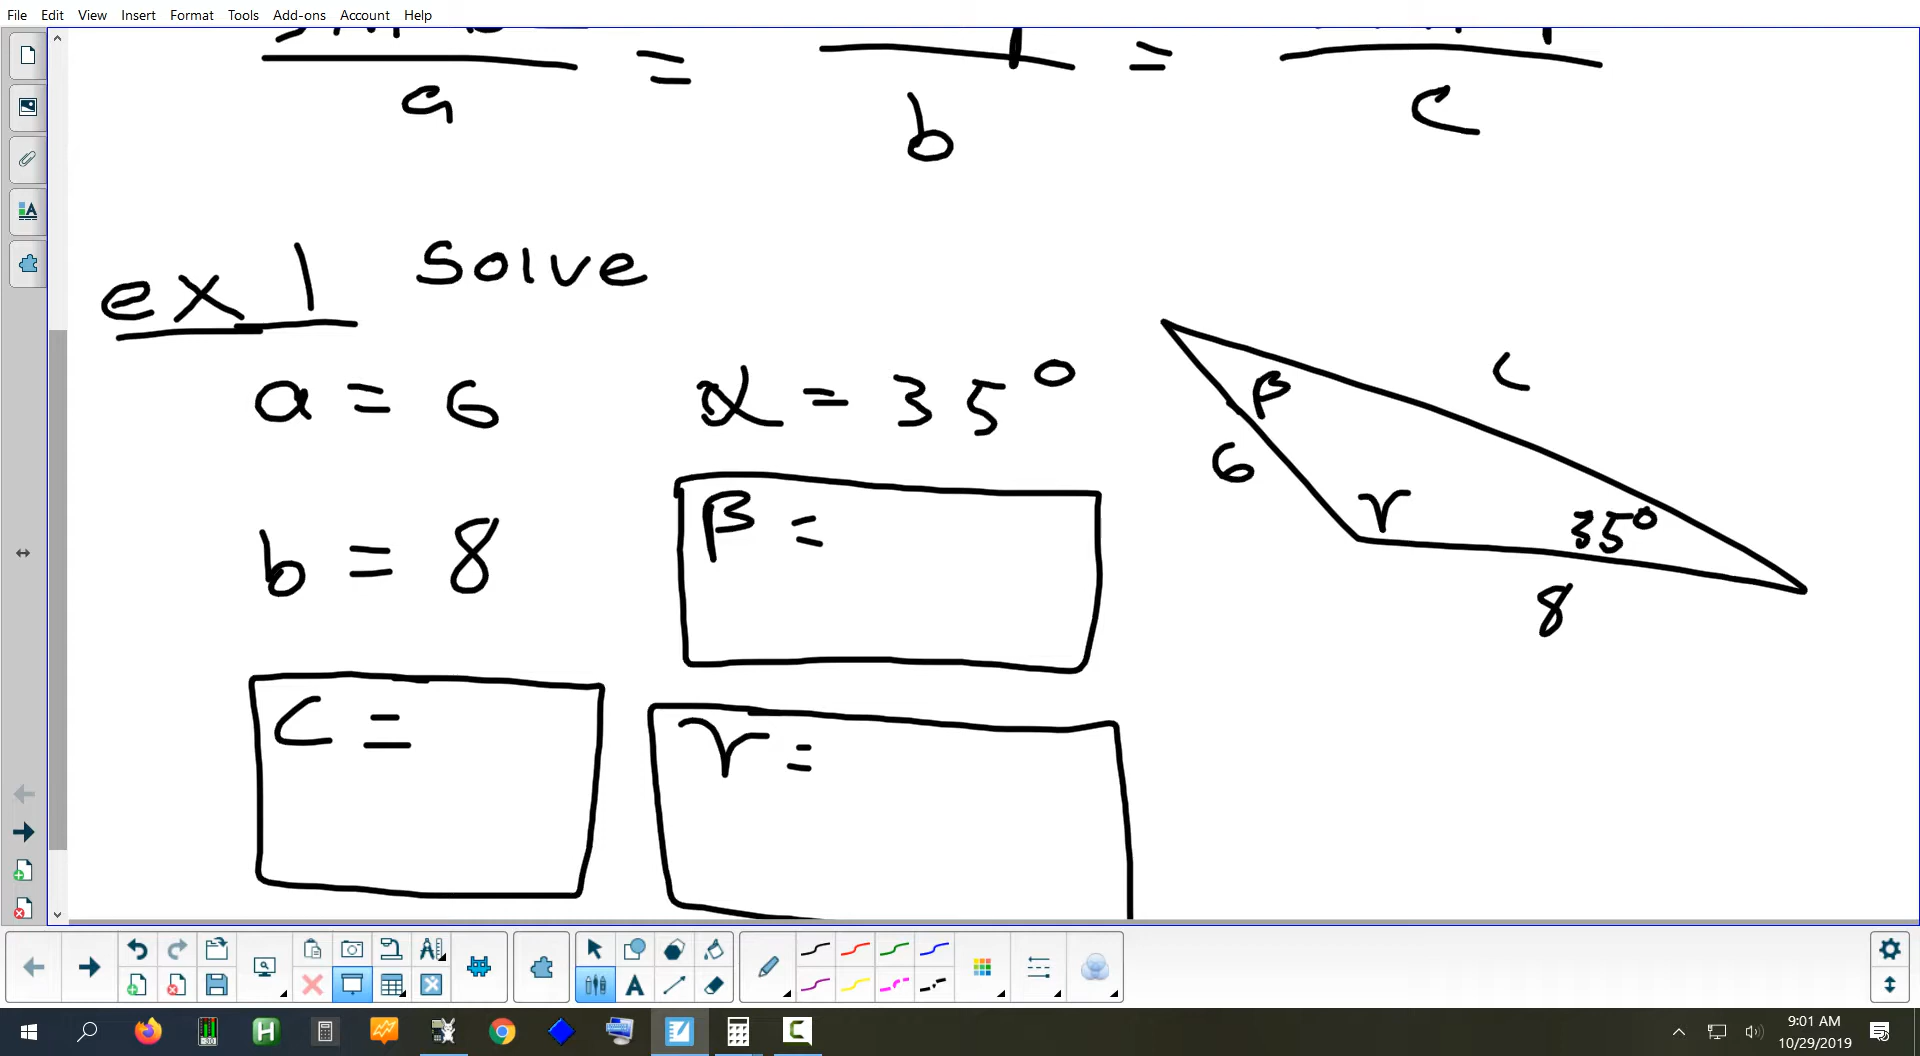 File Edit View Insert Format Tools Add-ons Account Help
a = b = c
ex 1 solve
a = 6 α = 35°
b = 8 β =
c = γ =
β c
6 γ 35°
8
9:01 AM
10/29/2019